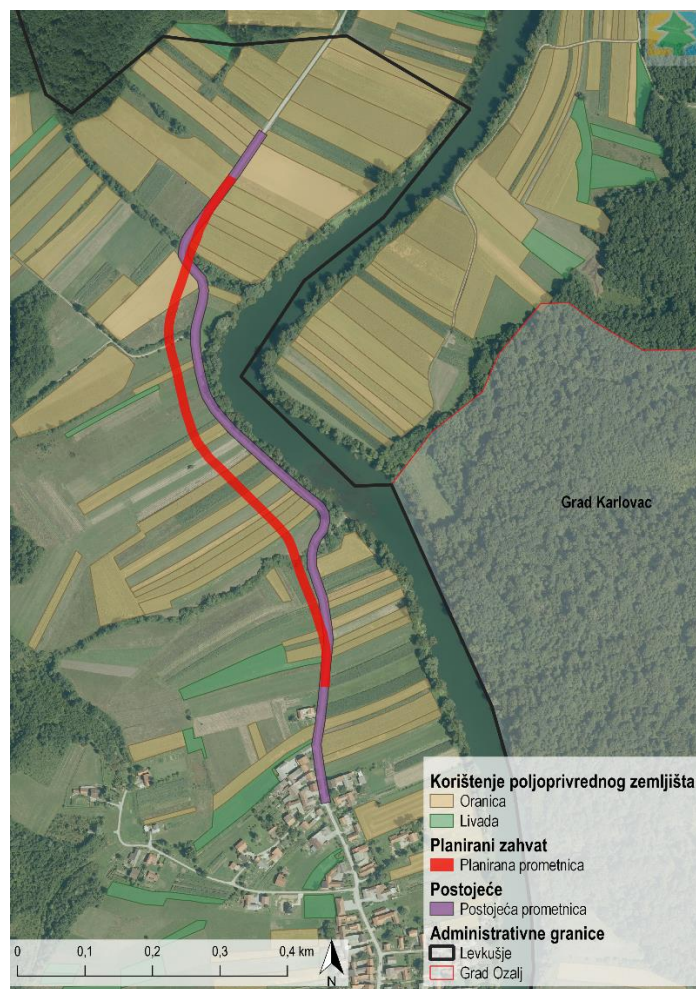 Grad Karlovac
Korištenje poljoprivrednog zemljišta
Oranica
Livada
Planirani zahvat
Planirana prometnica
Postojeće
Postojeća prometnica
Administrativne granice
Levkušje
Grad Ozalj
0 0,1 0,2 0,3 0,4 km
N